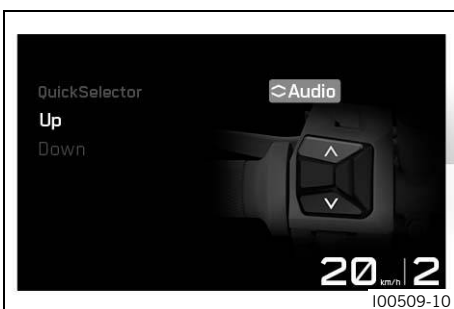 QuickSelector
Audio
Up
Down
20 km/h 2
I00509-10